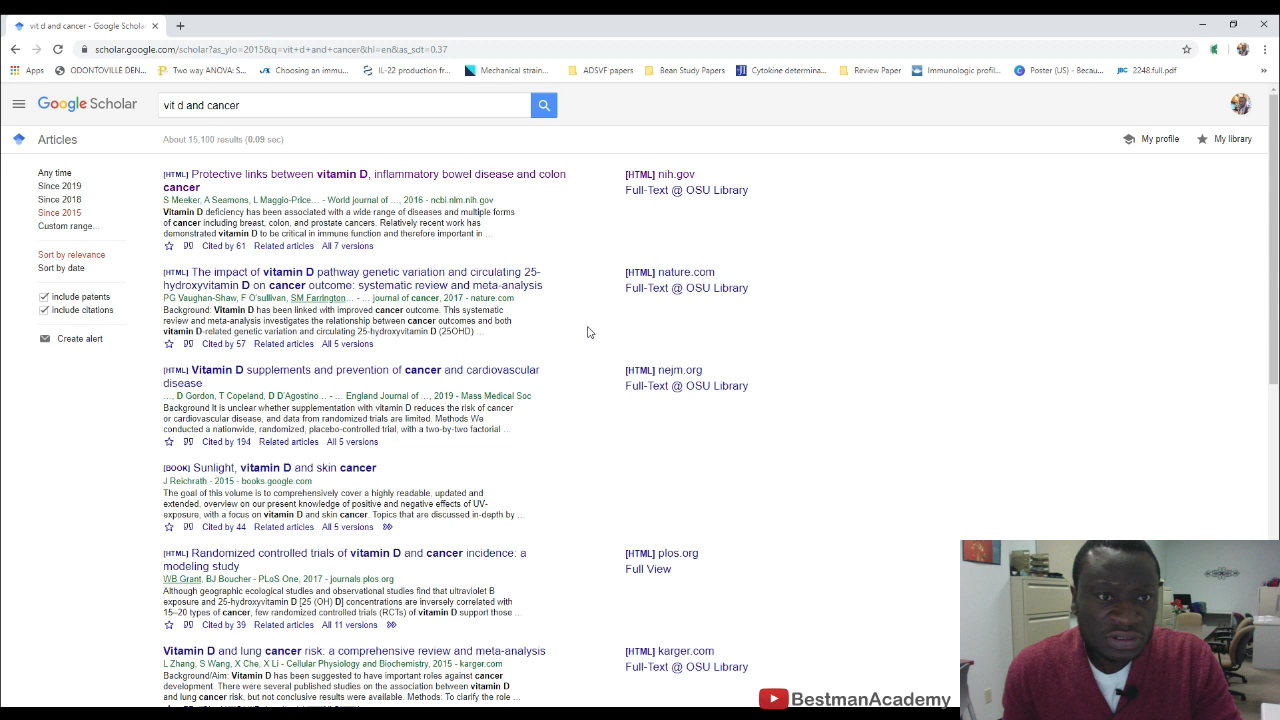 vit d and cancer - Google Schola
scholar.google.com/scholar?as_ylo=2015&q=vit+d+and+cancer&hl=en&as_sdt=0,37
Apps ODONTOVILLE DEN... Two way ANOVA: S... Choosing an immu... IL-22 production fr... Mechanical strain... ADSVF papers Bean Study Papers Cytokine determina... Review Paper Immunologic profil... Poster (US) - Becau... JBC 2248.full.pdf »
Google Scholar vit d and cancer
Articles About 15,100 results (0.09 sec) My profile My library
Any time
Since 2019
Since 2018
Since 2015
Custom range...
Sort by relevance
Sort by date
include patents
include citations
Create alert
[HTML] Protective links between vitamin D, inflammatory bowel disease and colon
cancer
S Meeker, A Seamons, L Maggio-Price… - World journal of …, 2016 - ncbi.nlm.nih.gov
Vitamin D deficiency has been associated with a wide range of diseases and multiple forms
of cancer including breast, colon, and prostate cancers. Relatively recent work has
demonstrated vitamin D to be critical in immune function and therefore important in …
Cited by 61 Related articles All 7 versions
[HTML] nih.gov
Full-Text @ OSU Library
[HTML] The impact of vitamin D pathway genetic variation and circulating 25-
hydroxyvitamin D on cancer outcome: systematic review and meta-analysis
PG Vaughan-Shaw, F O'sullivan, SM Farrington… - … journal of cancer, 2017 - nature.com
Background: Vitamin D has been linked with improved cancer outcome. This systematic
review and meta-analysis investigates the relationship between cancer outcomes and both
vitamin D-related genetic variation and circulating 25-hydroxyvitamin D (25OHD) …
Cited by 57 Related articles All 5 versions
[HTML] nature.com
Full-Text @ OSU Library
[HTML] Vitamin D supplements and prevention of cancer and cardiovascular
disease
…, D Gordon, T Copeland, D D'Agostino… - … England Journal of …, 2019 - Mass Medical Soc
Background It is unclear whether supplementation with vitamin D reduces the risk of cancer
or cardiovascular disease, and data from randomized trials are limited. Methods We
conducted a nationwide, randomized, placebo-controlled trial, with a two-by-two factorial …
Cited by 194 Related articles All 5 versions
[HTML] nejm.org
Full-Text @ OSU Library
[BOOK] Sunlight, vitamin D and skin cancer
J Reichrath - 2015 - books.google.com
The goal of this volume is to comprehensively cover a highly readable, updated and
extended, overview on our present knowledge of positive and negative effects of UV-
exposure, with a focus on vitamin D and skin cancer. Topics that are discussed in-depth by …
Cited by 44 Related articles All 5 versions
[HTML] Randomized controlled trials of vitamin D and cancer incidence: a
modeling study
WB Grant, BJ Boucher - PLoS One, 2017 - journals.plos.org
Although geographic ecological studies and observational studies find that ultraviolet B
exposure and 25-hydroxyvitamin D [25 (OH) D] concentrations are inversely correlated with
15–20 types of cancer, few randomized controlled trials (RCTs) of vitamin D support those …
Cited by 39 Related articles All 11 versions
[HTML] plos.org
Full View
Vitamin D and lung cancer risk: a comprehensive review and meta-analysis
L Zhang, S Wang, X Che, X Li - Cellular Physiology and Biochemistry, 2015 - karger.com
Background/Aim: Vitamin D has been suggested to have important roles against cancer
development. There were several published studies on the association between vitamin D
and lung cancer risk, but not conclusive results were available. Methods: To clarify the role …
[HTML] karger.com
Full-Text @ OSU Library
BestmanAcademy